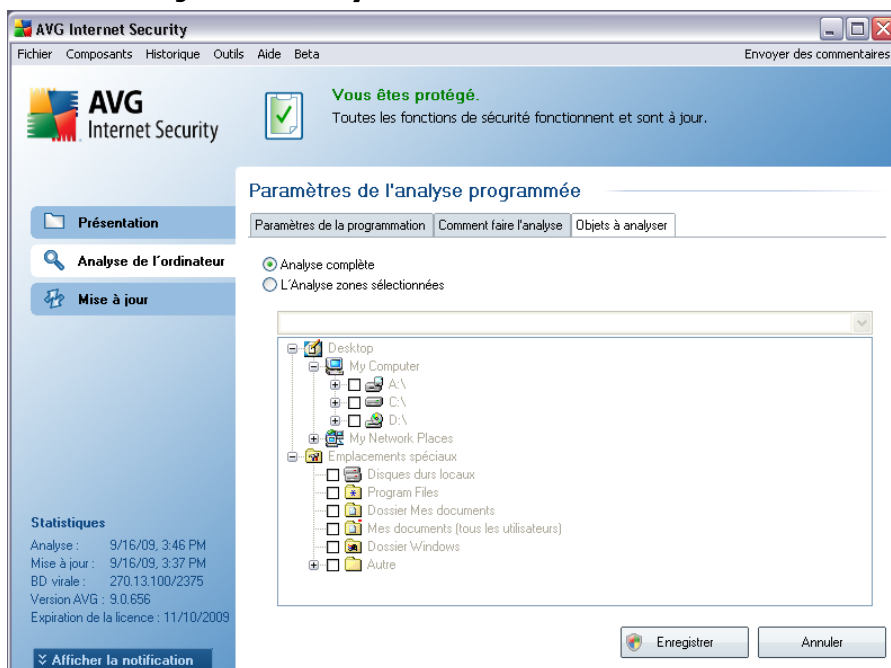 AVG Internet Security
Fichier Composants Historique Outils Aide Beta Envoyer des commentaires
AVG
Internet Security
Vous êtes protégé.
Toutes les fonctions de sécurité fonctionnent et sont à jour.
Présentation
Analyse de l´ordinateur
Mise à jour
Paramètres de l'analyse programmée
Paramètres de la programmation Comment faire l'analyse Objets à analyser
Analyse complète
L´Analyse zones sélectionnées
Desktop
My Computer
A:\
C:\
D:\
My Network Places
Emplacements spéciaux
Disques durs locaux
Program Files
Dossier Mes documents
Mes documents (tous les utilisateurs)
Dossier Windows
Autre
Statistiques
Analyse : 9/16/09, 3:46 PM
Mise à jour : 9/16/09, 3:37 PM
BD virale : 270.13.100/2375
Version AVG : 9.0.656
Expiration de la licence : 11/10/2009
Afficher la notification
Enregistrer
Annuler